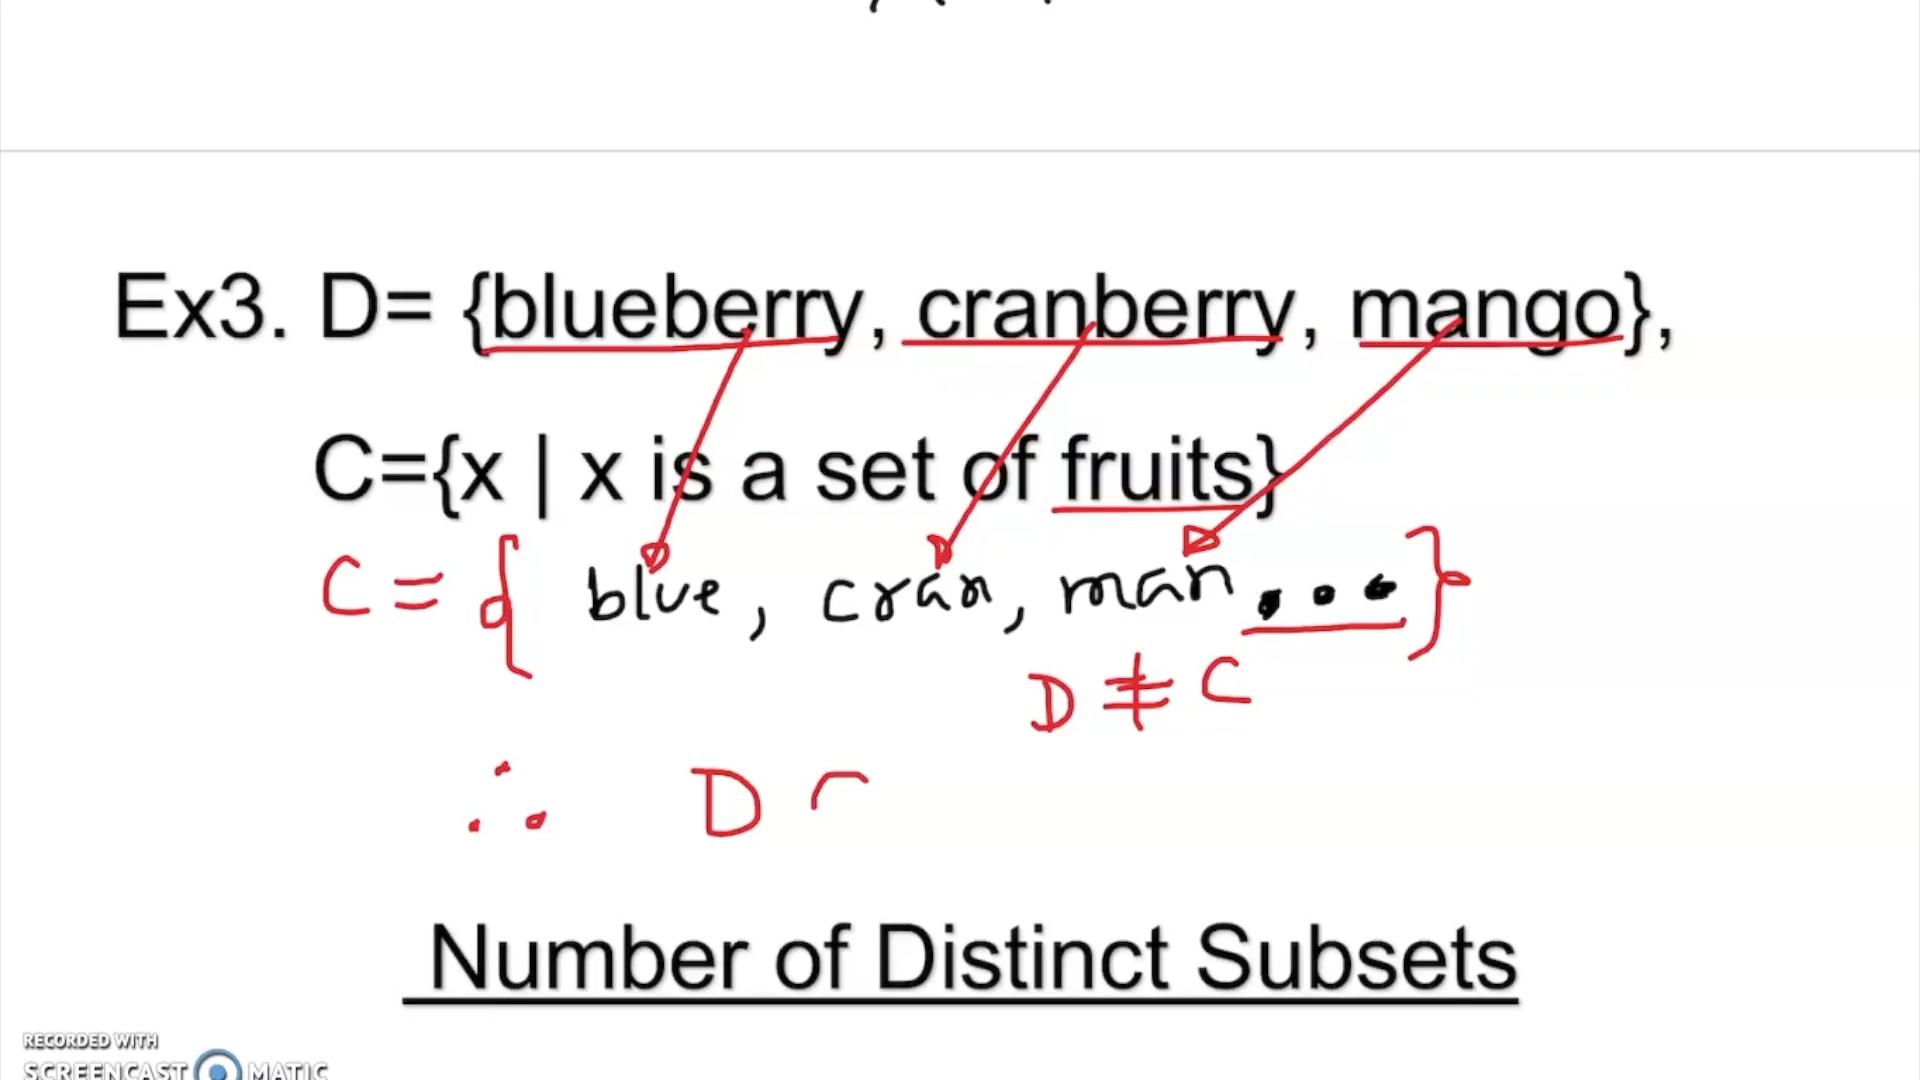 Ex3. D= {blueberry, cranberry, mango},
C={x | x is a set of fruits}
C = { blue, cran, man ... }
D ≠ C
∴ D
Number of Distinct Subsets
RECORDED WITH
SCREENCAST MATIC